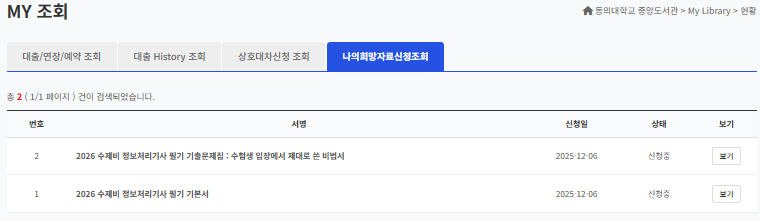 MY 조회
동의대학교 중앙도서관 > My Library > 현황
대출/연장/예약 조회
대출 History 조회
상호대차신청 조회
나의희망자료신청조회
총 2 ( 1/1 페이지 ) 건이 검색되었습니다.
번호 서명 신청일 상태 보기
2 2026 수제비 정보처리기사 필기 기출문제집 : 수험생 입장에서 제대로 쓴 비법서 2025-12-06 신청중 보기
1 2026 수제비 정보처리기사 필기 기본서 2025-12-06 신청중 보기